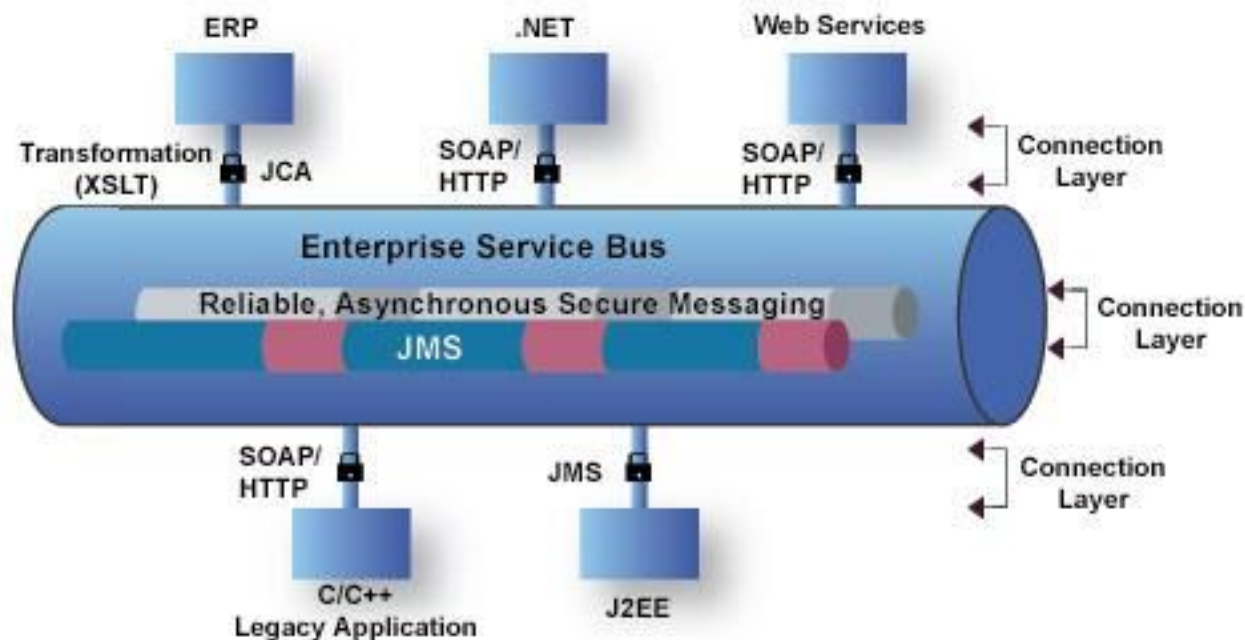 ERP
.NET
Web Services
Transformation
(XSLT)
JCA
SOAP/
HTTP
SOAP/
HTTP
Connection
Layer
Enterprise Service Bus
Reliable, Asynchronous Secure Messaging
JMS
Connection
Layer
SOAP/
HTTP
JMS
Connection
Layer
C/C++
Legacy Application
J2EE